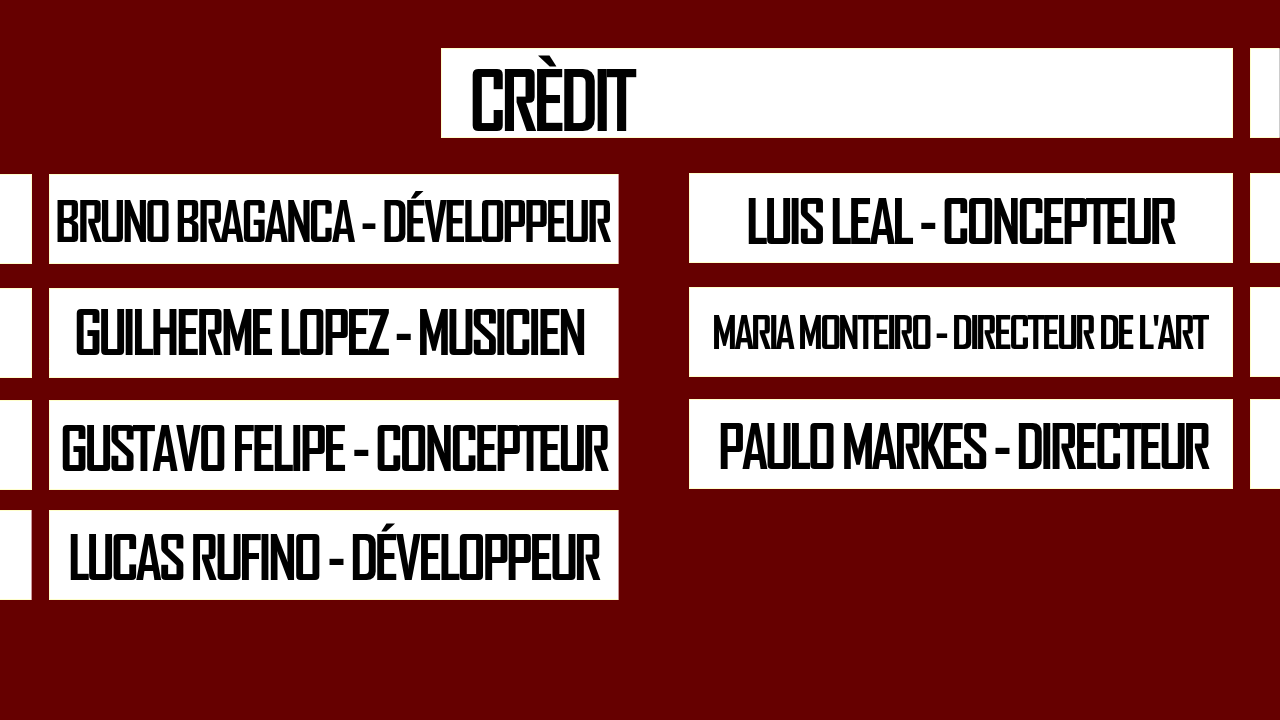 CRÈDIT
BRUNO BRAGANCA - DÉVELOPPEUR
GUILHERME LOPEZ - MUSICIEN
GUSTAVO FELIPE - CONCEPTEUR
LUCAS RUFINO - DÉVELOPPEUR
LUIS LEAL - CONCEPTEUR
MARIA MONTEIRO - DIRECTEUR DE L'ART
PAULO MARKES - DIRECTEUR